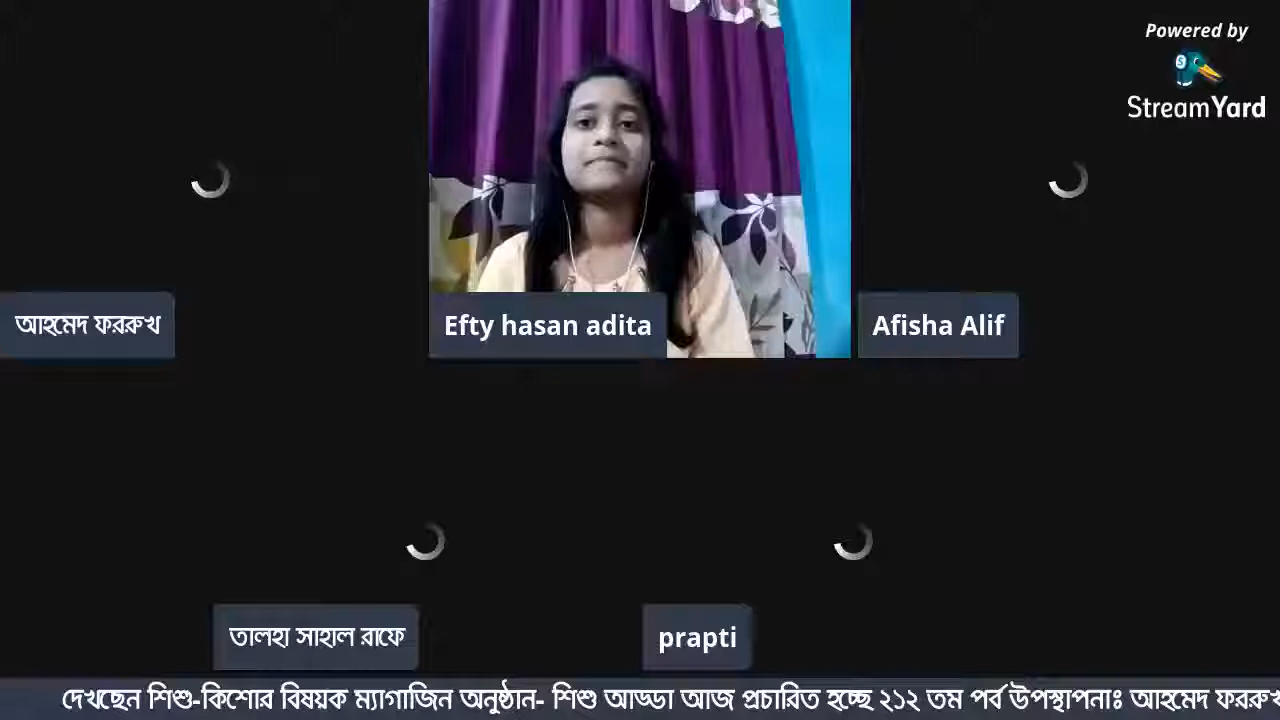 Powered by
StreamYard
আহমেদ ফররুখ
Efty hasan adita
Afisha Alif
তালহা সাহাল রাফে
prapti
দেখছেন শিশু-কিশোর বিষয়ক ম্যাগাজিন অনুষ্ঠান- শিশু আড্ডা আজ প্রচারিত হচ্ছে ২১২ তম পর্ব উপস্থাপনাঃ আহমেদ ফররুখ